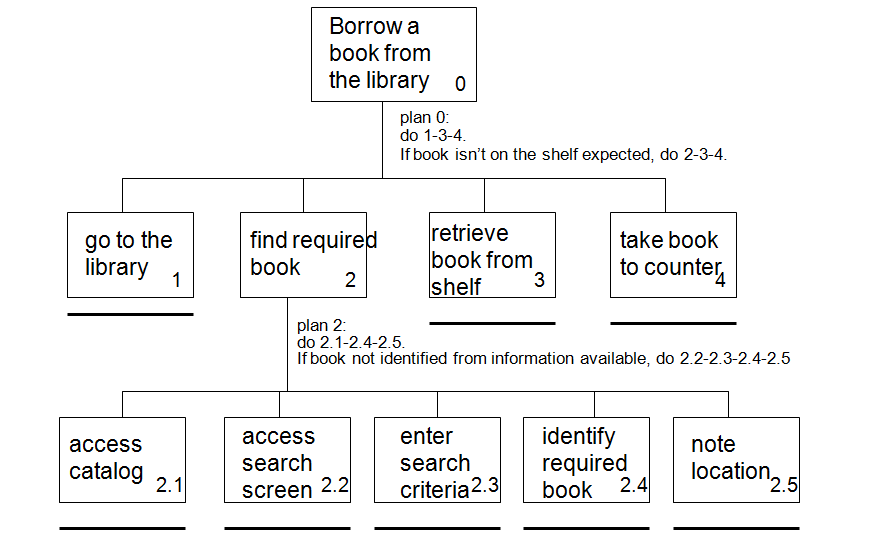 Borrow a
book from
the library
0
plan 0:
do 1-3-4.
If book isn't on the shelf expected, do 2-3-4.
go to the
library
1
find required
book
2
retrieve
book from
shelf
3
take book
to counter
4
plan 2:
do 2.1-2.4-2.5.
If book not identified from information available, do 2.2-2.3-2.4-2.5
access
catalog
2.1
access
search
screen
2.2
enter
search
criteria
2.3
identify
required
book
2.4
note
location
2.5